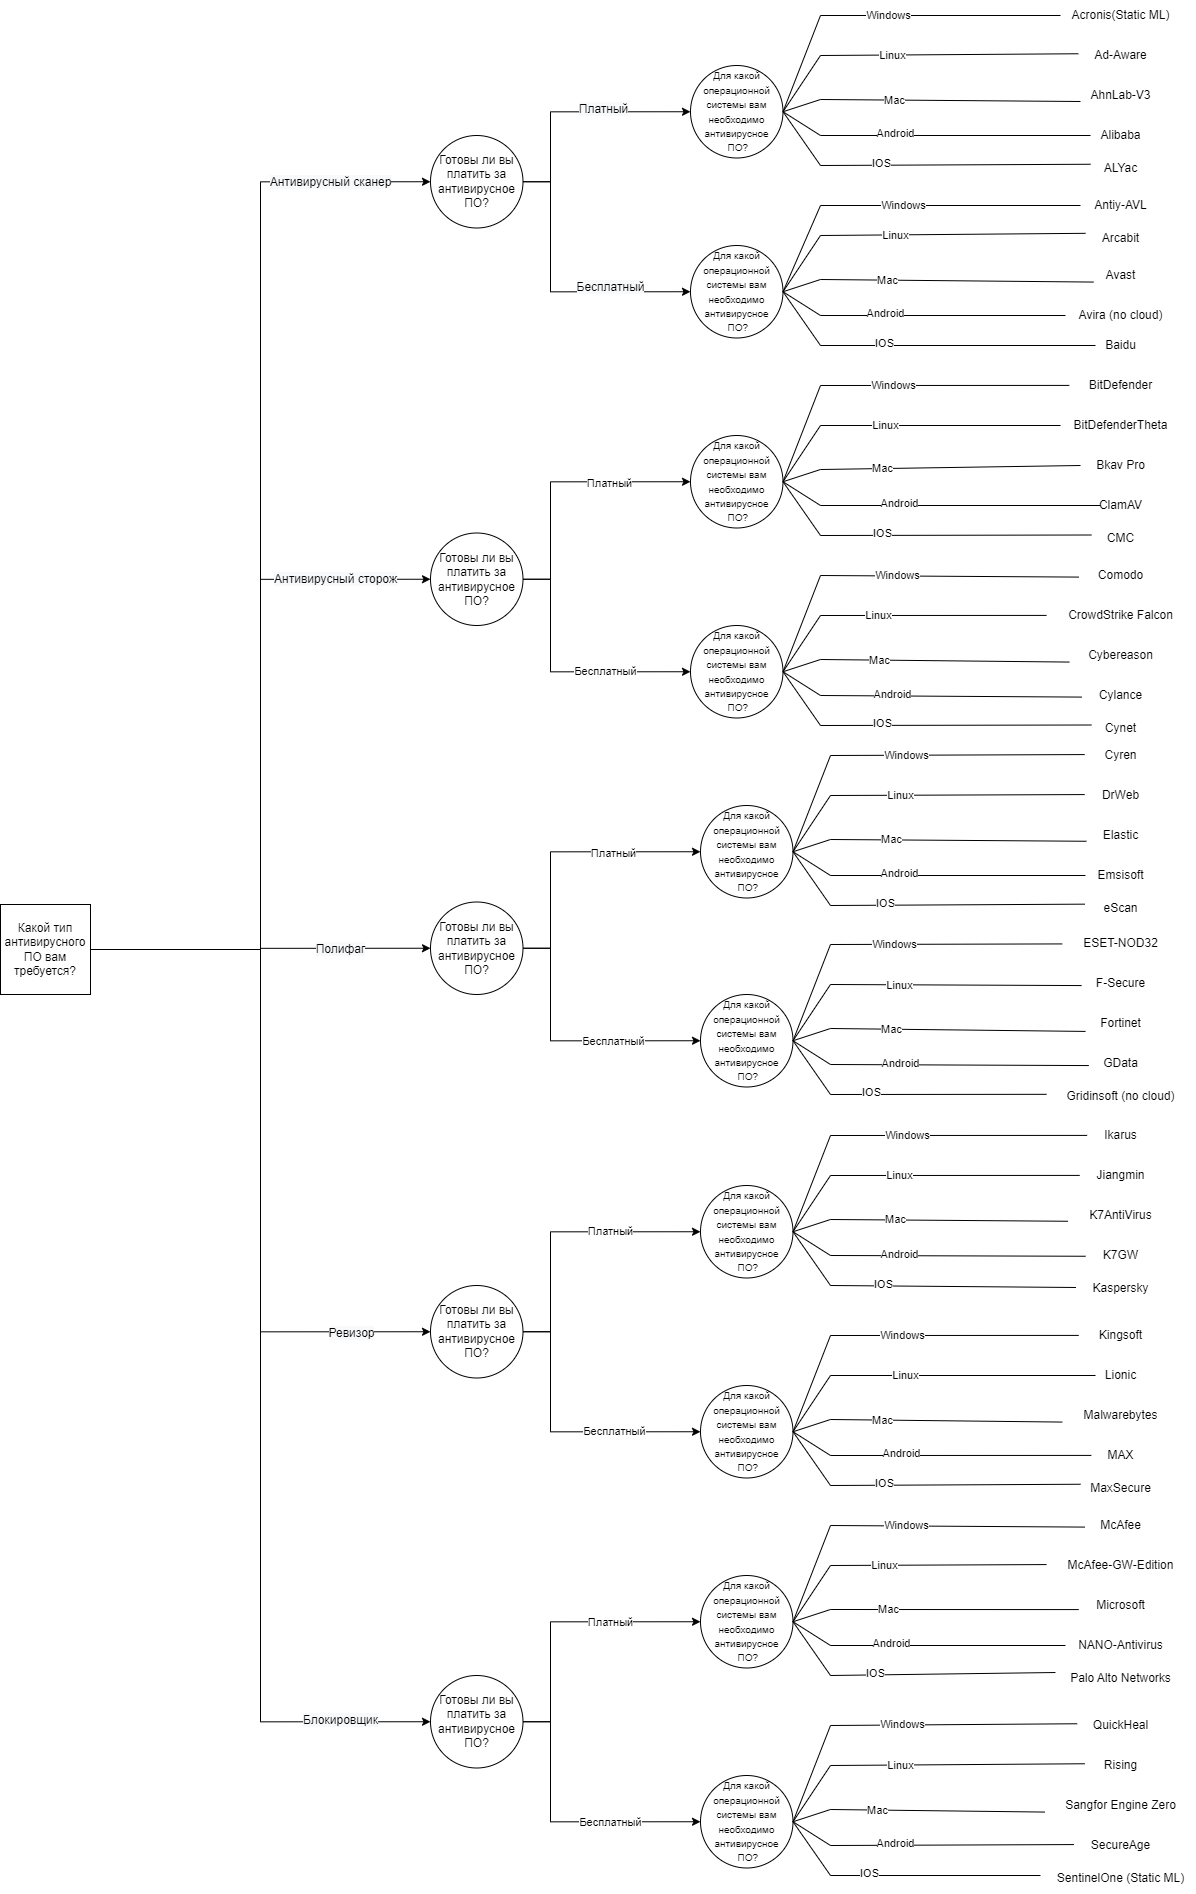 Какой тип
антивирусного
ПО вам
требуется?
Антивирусный сканер
Готовы ли вы
платить за
антивирусное
ПО?
Платный
Для какой
операционной
системы вам
необходимо
антивирусное
ПО?
Windows
Acronis(Static ML)
Linux
Ad-Aware
Mac
AhnLab-V3
Android
Alibaba
IOS
ALYac
Бесплатный
Для какой
операционной
системы вам
необходимо
антивирусное
ПО?
Windows
Antiy-AVL
Linux
Arcabit
Mac
Avast
Android
Avira (no cloud)
IOS
Baidu
Антивирусный сторож
Готовы ли вы
платить за
антивирусное
ПО?
Платный
Для какой
операционной
системы вам
необходимо
антивирусное
ПО?
Windows
BitDefender
Linux
BitDefenderTheta
Mac
Bkav Pro
Android
ClamAV
IOS
CMC
Бесплатный
Для какой
операционной
системы вам
необходимо
антивирусное
ПО?
Windows
Comodo
Linux
CrowdStrike Falcon
Mac
Cybereason
Android
Cylance
IOS
Cynet
Полифаг
Готовы ли вы
платить за
антивирусное
ПО?
Платный
Для какой
операционной
системы вам
необходимо
антивирусное
ПО?
Windows
Cyren
Linux
DrWeb
Mac
Elastic
Android
Emsisoft
IOS
eScan
Бесплатный
Для какой
операционной
системы вам
необходимо
антивирусное
ПО?
Windows
ESET-NOD32
Linux
F-Secure
Mac
Fortinet
Android
GData
IOS
Gridinsoft (no cloud)
Ревизор
Готовы ли вы
платить за
антивирусное
ПО?
Платный
Для какой
операционной
системы вам
необходимо
антивирусное
ПО?
Windows
Ikarus
Linux
Jiangmin
Mac
K7AntiVirus
Android
K7GW
IOS
Kaspersky
Бесплатный
Для какой
операционной
системы вам
необходимо
антивирусное
ПО?
Windows
Kingsoft
Linux
Lionic
Mac
Malwarebytes
Android
MAX
IOS
MaxSecure
Блокировщик
Готовы ли вы
платить за
антивирусное
ПО?
Платный
Для какой
операционной
системы вам
необходимо
антивирусное
ПО?
Windows
McAfee
Linux
McAfee-GW-Edition
Mac
Microsoft
Android
NANO-Antivirus
IOS
Palo Alto Networks
Бесплатный
Для какой
операционной
системы вам
необходимо
антивирусное
ПО?
Windows
QuickHeal
Linux
Rising
Mac
Sangfor Engine Zero
Android
SecureAge
IOS
SentinelOne (Static ML)